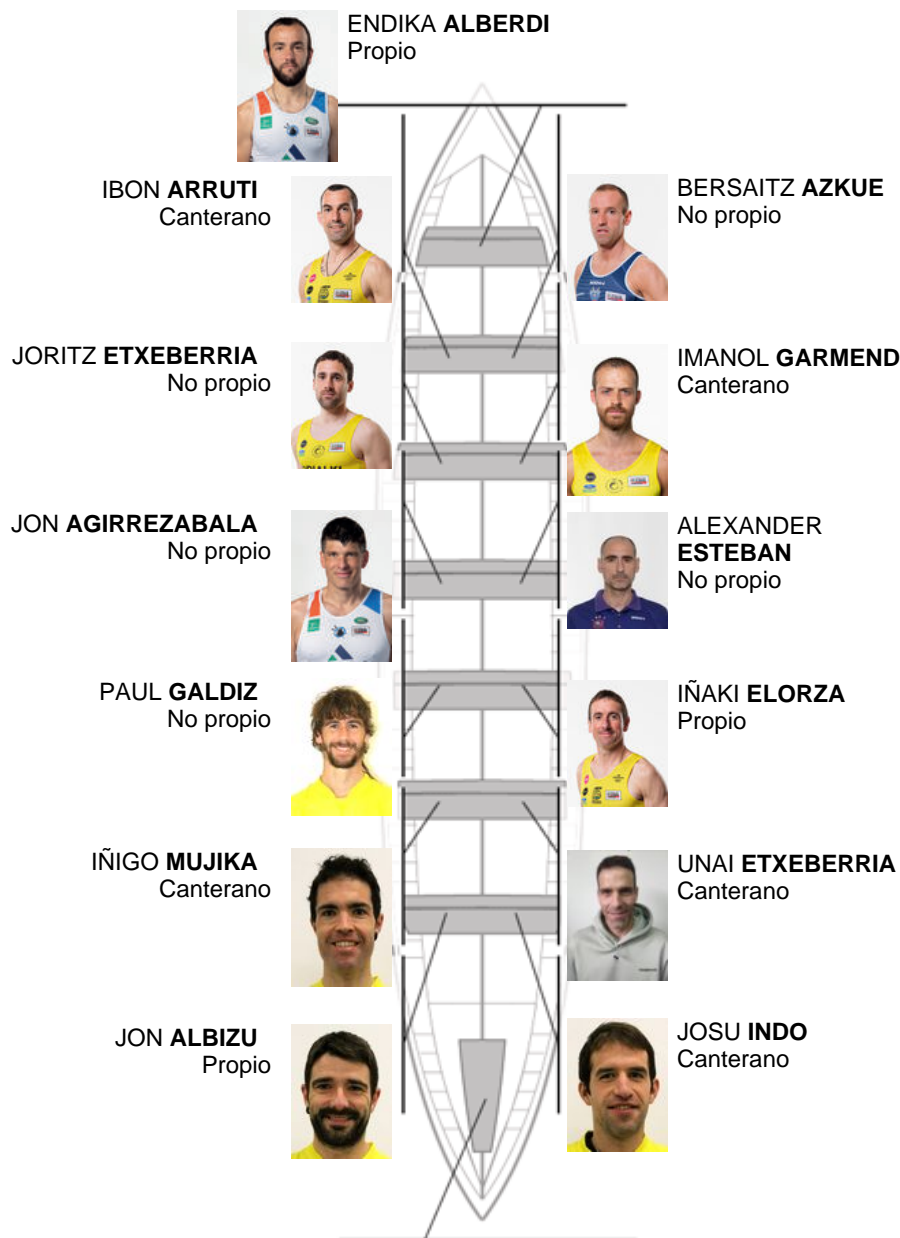 ENDIKA ALBERDI
Propio
IBON ARRUTI
Canterano
BERSAITZ AZKUE
No propio
JORITZ ETXEBERRIA
No propio
IMANOL GARMEND
Canterano
JON AGIRREZABALA
No propio
ALEXANDER
ESTEBAN
No propio
PAUL GALDIZ
No propio
IÑAKI ELORZA
Propio
IÑIGO MUJIKA
Canterano
UNAI ETXEBERRIA
Canterano
JON ALBIZU
Propio
JOSU INDO
Canterano